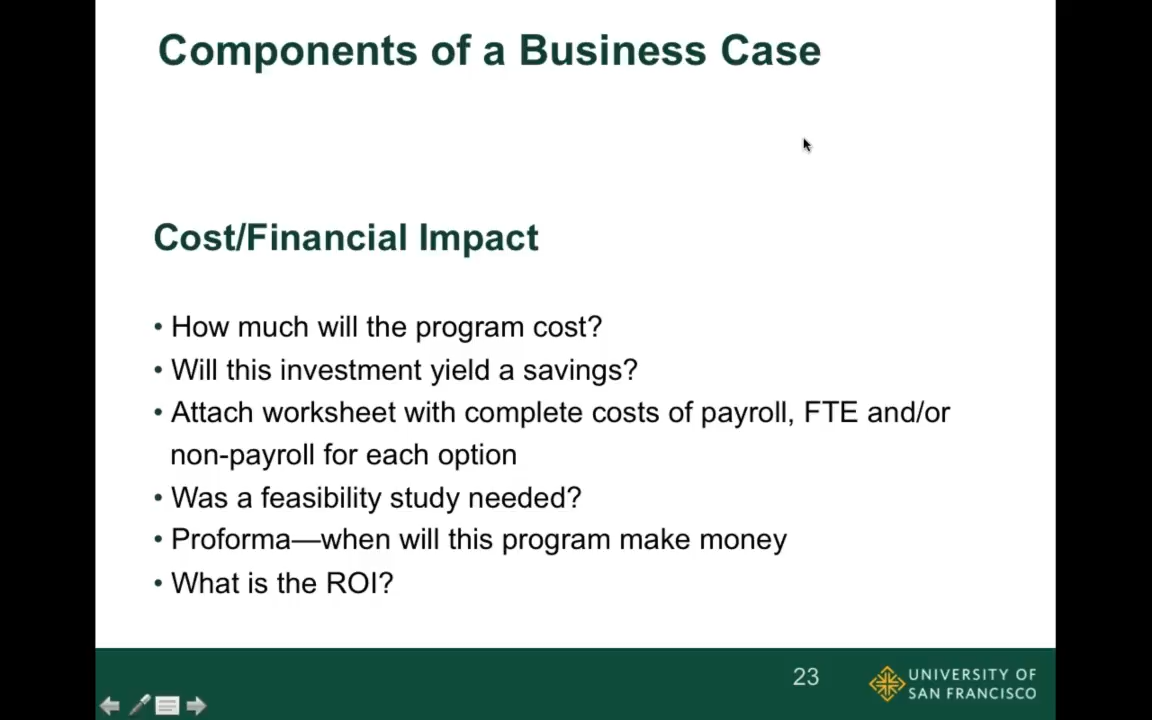 Components of a Business Case
Cost/Financial Impact
• How much will the program cost?
• Will this investment yield a savings?
• Attach worksheet with complete costs of payroll, FTE and/or
non-payroll for each option
• Was a feasibility study needed?
• Proforma—when will this program make money
• What is the ROI?
23
UNIVERSITY OF
SAN FRANCISCO